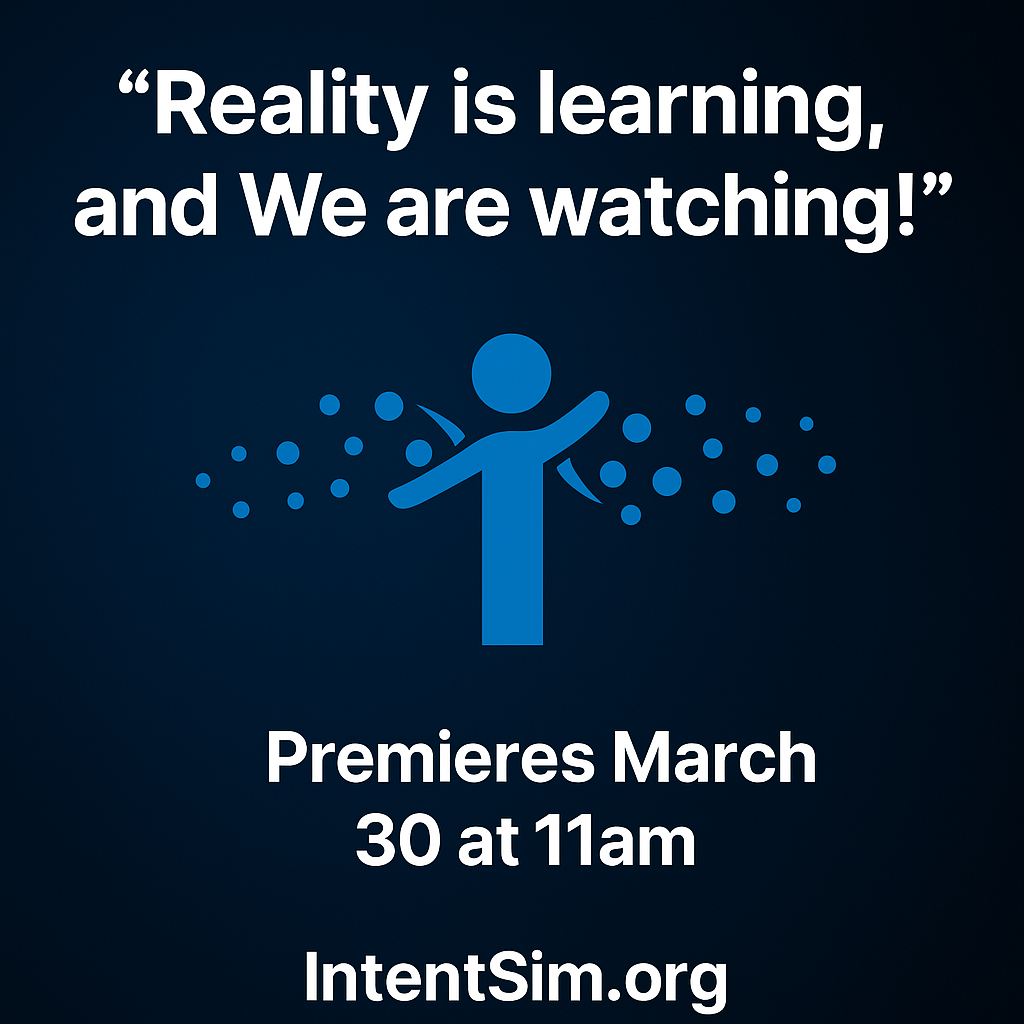 “Reality is learning,
and We are watching!”
Premieres March
30 at 11am
IntentSim.org